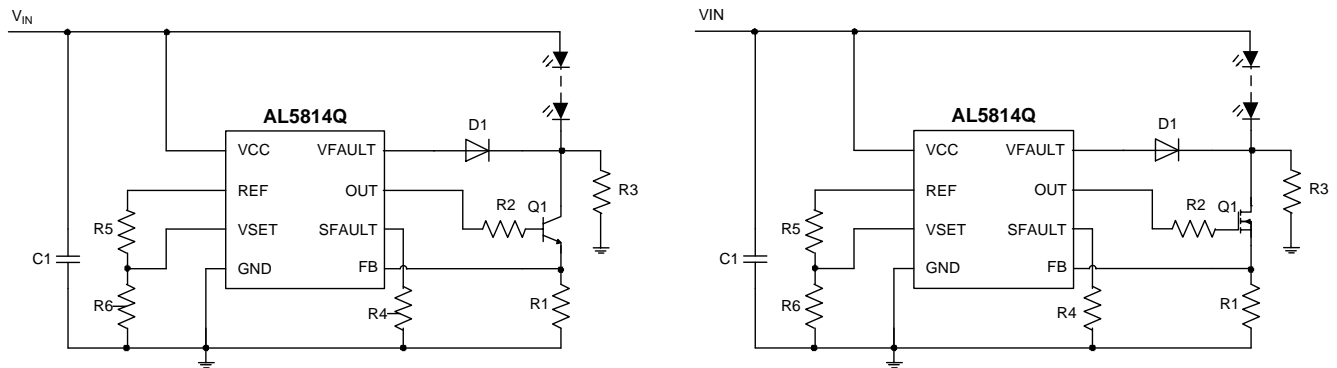 VIN
AL5814Q
D1
VCC VFAULT
REF OUT
R2 Q1
R3
R5 VSET SFAULT
C1
GND FB
R6 R4 R1
VIN
AL5814Q
D1
VCC VFAULT
REF OUT
R2 Q1
R3
R5 VSET SFAULT
C1
GND FB
R6 R4 R1